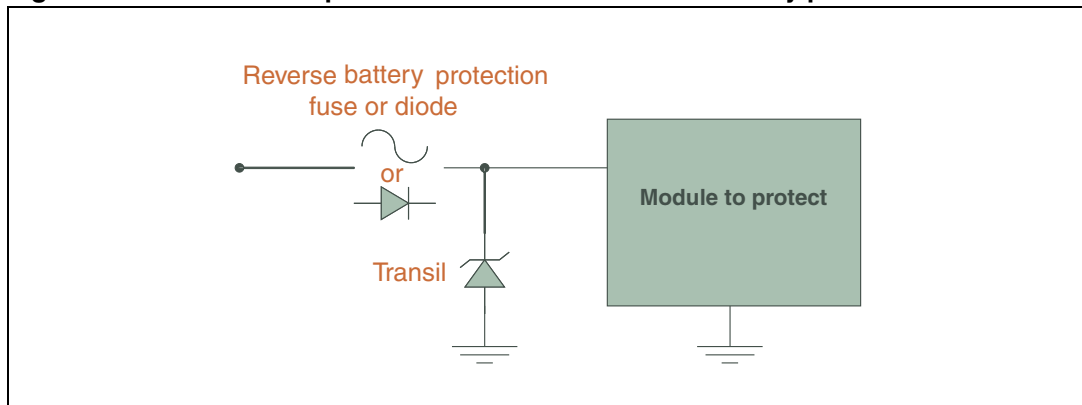 Reverse battery protection
fuse or diode
or
Module to protect
Transil